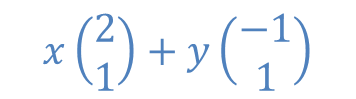 x(2
1) + y(−1
1)